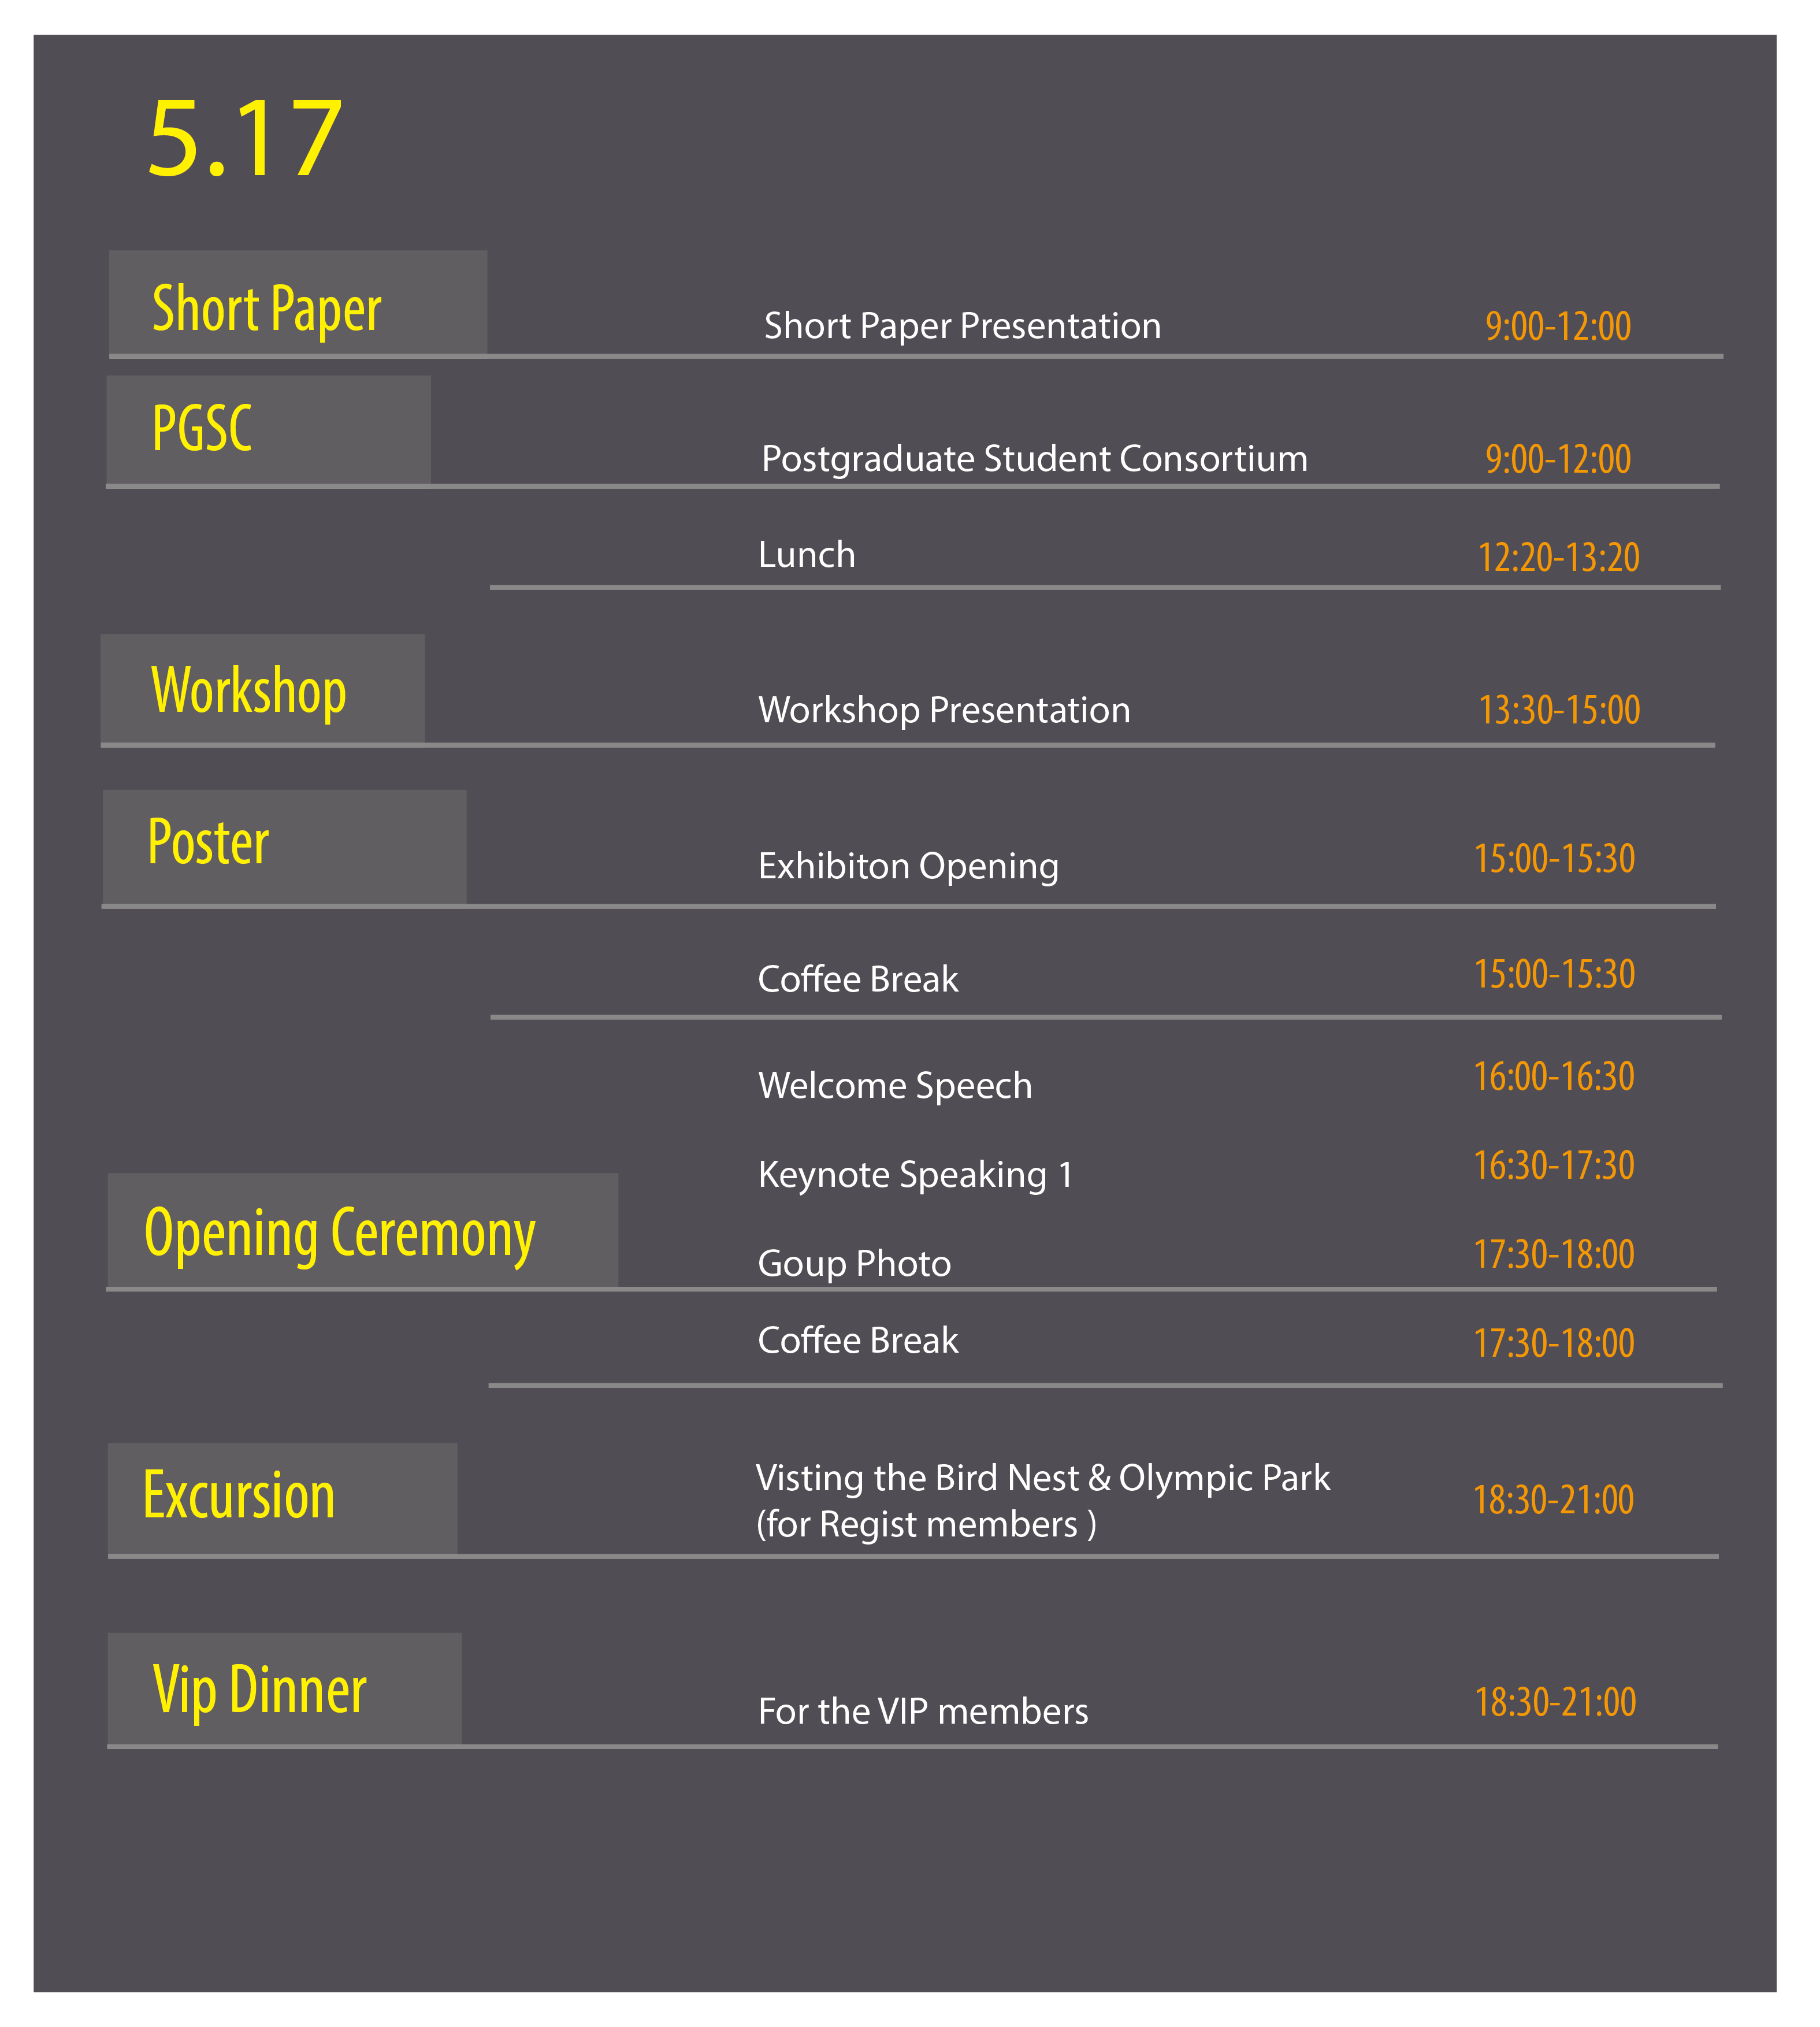 5.17
Short Paper
Short Paper Presentation 9:00-12:00
PGSC
Postgraduate Student Consortium 9:00-12:00
Lunch 12:20-13:20
Workshop
Workshop Presentation 13:30-15:00
Poster
Exhibiton Opening 15:00-15:30
Coffee Break 15:00-15:30
Welcome Speech 16:00-16:30
Keynote Speaking 1 16:30-17:30
Opening Ceremony
Goup Photo 17:30-18:00
Coffee Break 17:30-18:00
Excursion
Visting the Bird Nest & Olympic Park
(for Regist members )
18:30-21:00
Vip Dinner
For the VIP members 18:30-21:00